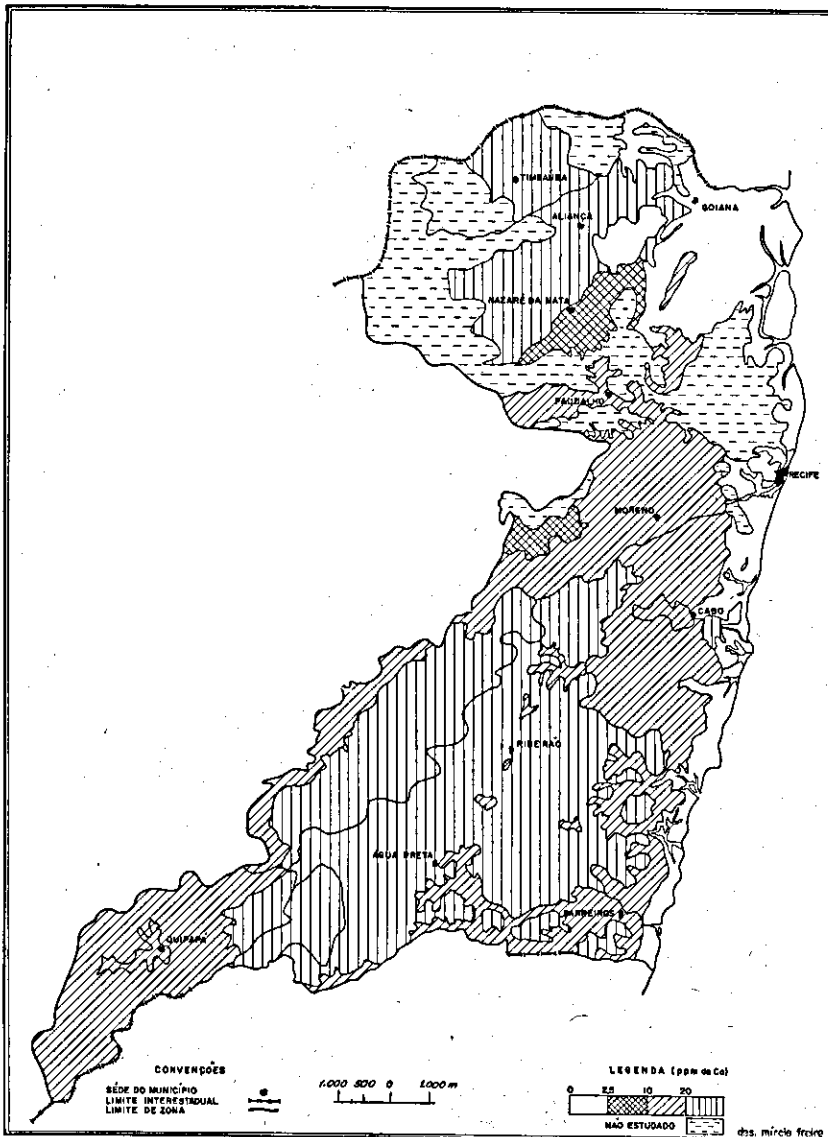 TIMBAÚBA
GOIANA
ALIANÇA
NAZARÉ DA MATA
PAUDALHO
RECIFE
MORENO
CABO
RIBEIRÃO
ÁGUA PRETA
BARREIROS
QUIPAPÁ
CONVENÇÕES
SÉDE DO MUNICÍPIO
LIMITE INTERESTADUAL
LIMITE DE ZONA
1.000 500 0 1.000 m
LEGENDA (ppm de Co)
0 2,5 10 20
NÃO ESTUDADO
des. mírcia freire